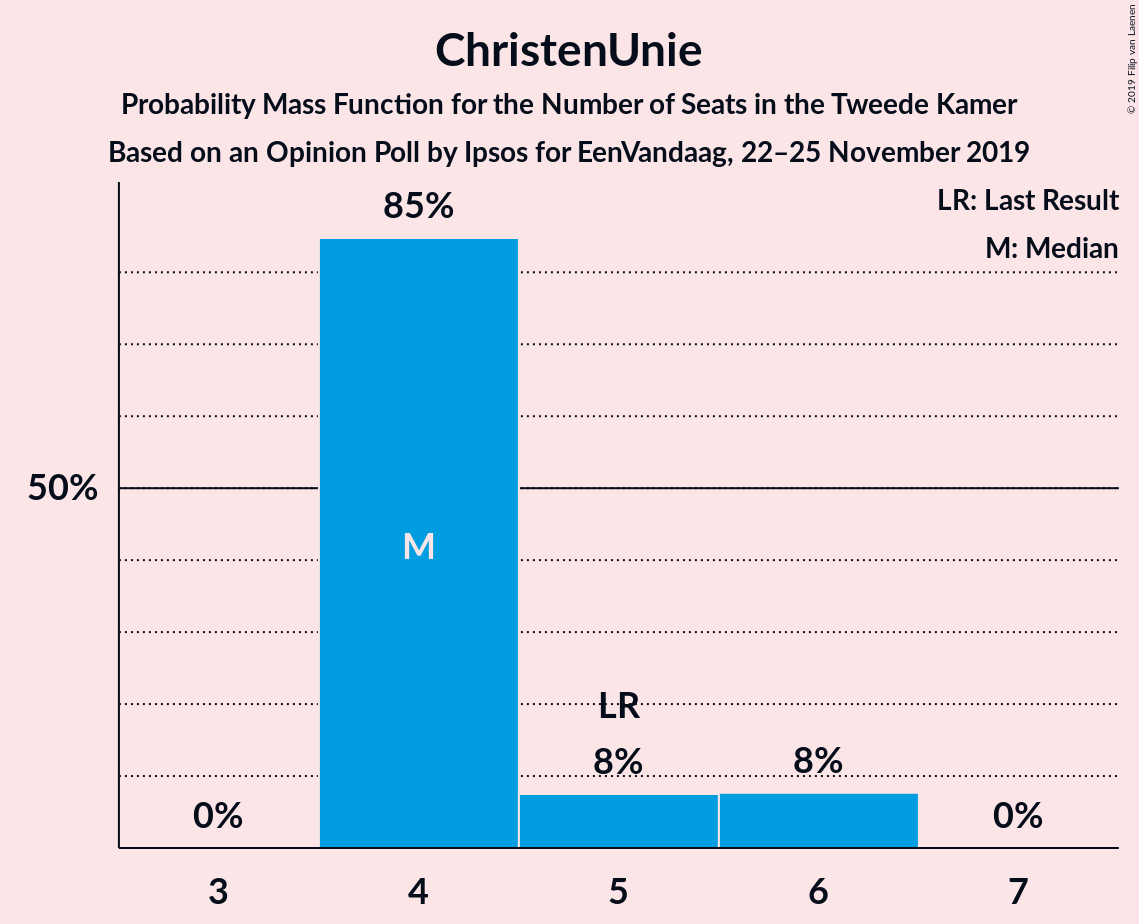 ChristenUnie
Probability Mass Function for the Number of Seats in the Tweede Kamer
Based on an Opinion Poll by Ipsos for EenVandaag, 22–25 November 2019
© 2019 Filip van Laenen
LR: Last Result
M: Median
85%
50%
M
LR
8%
8%
0%
0%
3 4 5 6 7